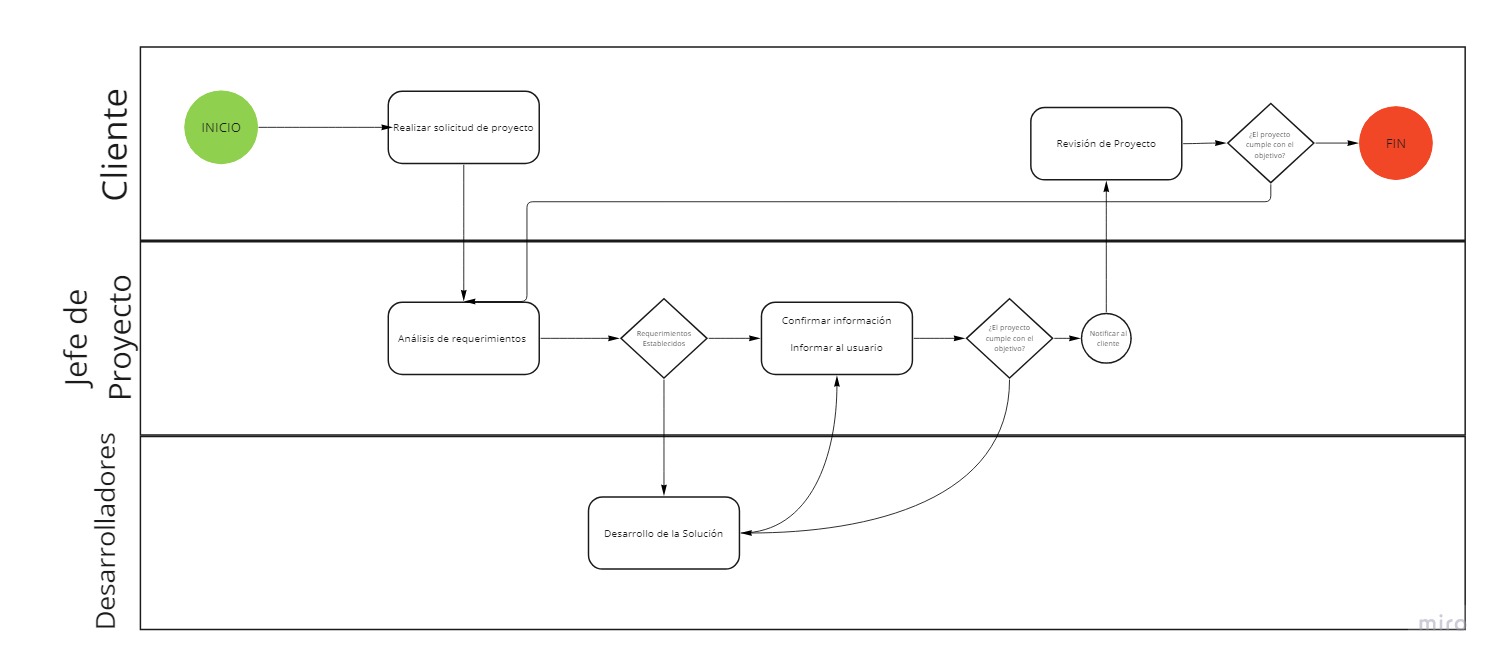 Cliente
INICIO
Realizar solicitud de proyecto
Revisión de Proyecto
¿El proyecto
cumple con el
objetivo?
FIN
Jefe de
Proyecto
Análisis de requerimientos
Requerimientos
Establecidos
Confirmar información
Informar al usuario
¿El proyecto
cumple con el
objetivo?
Notificar al
cliente
Desarrolladores
Desarrollo de la Solución
miro